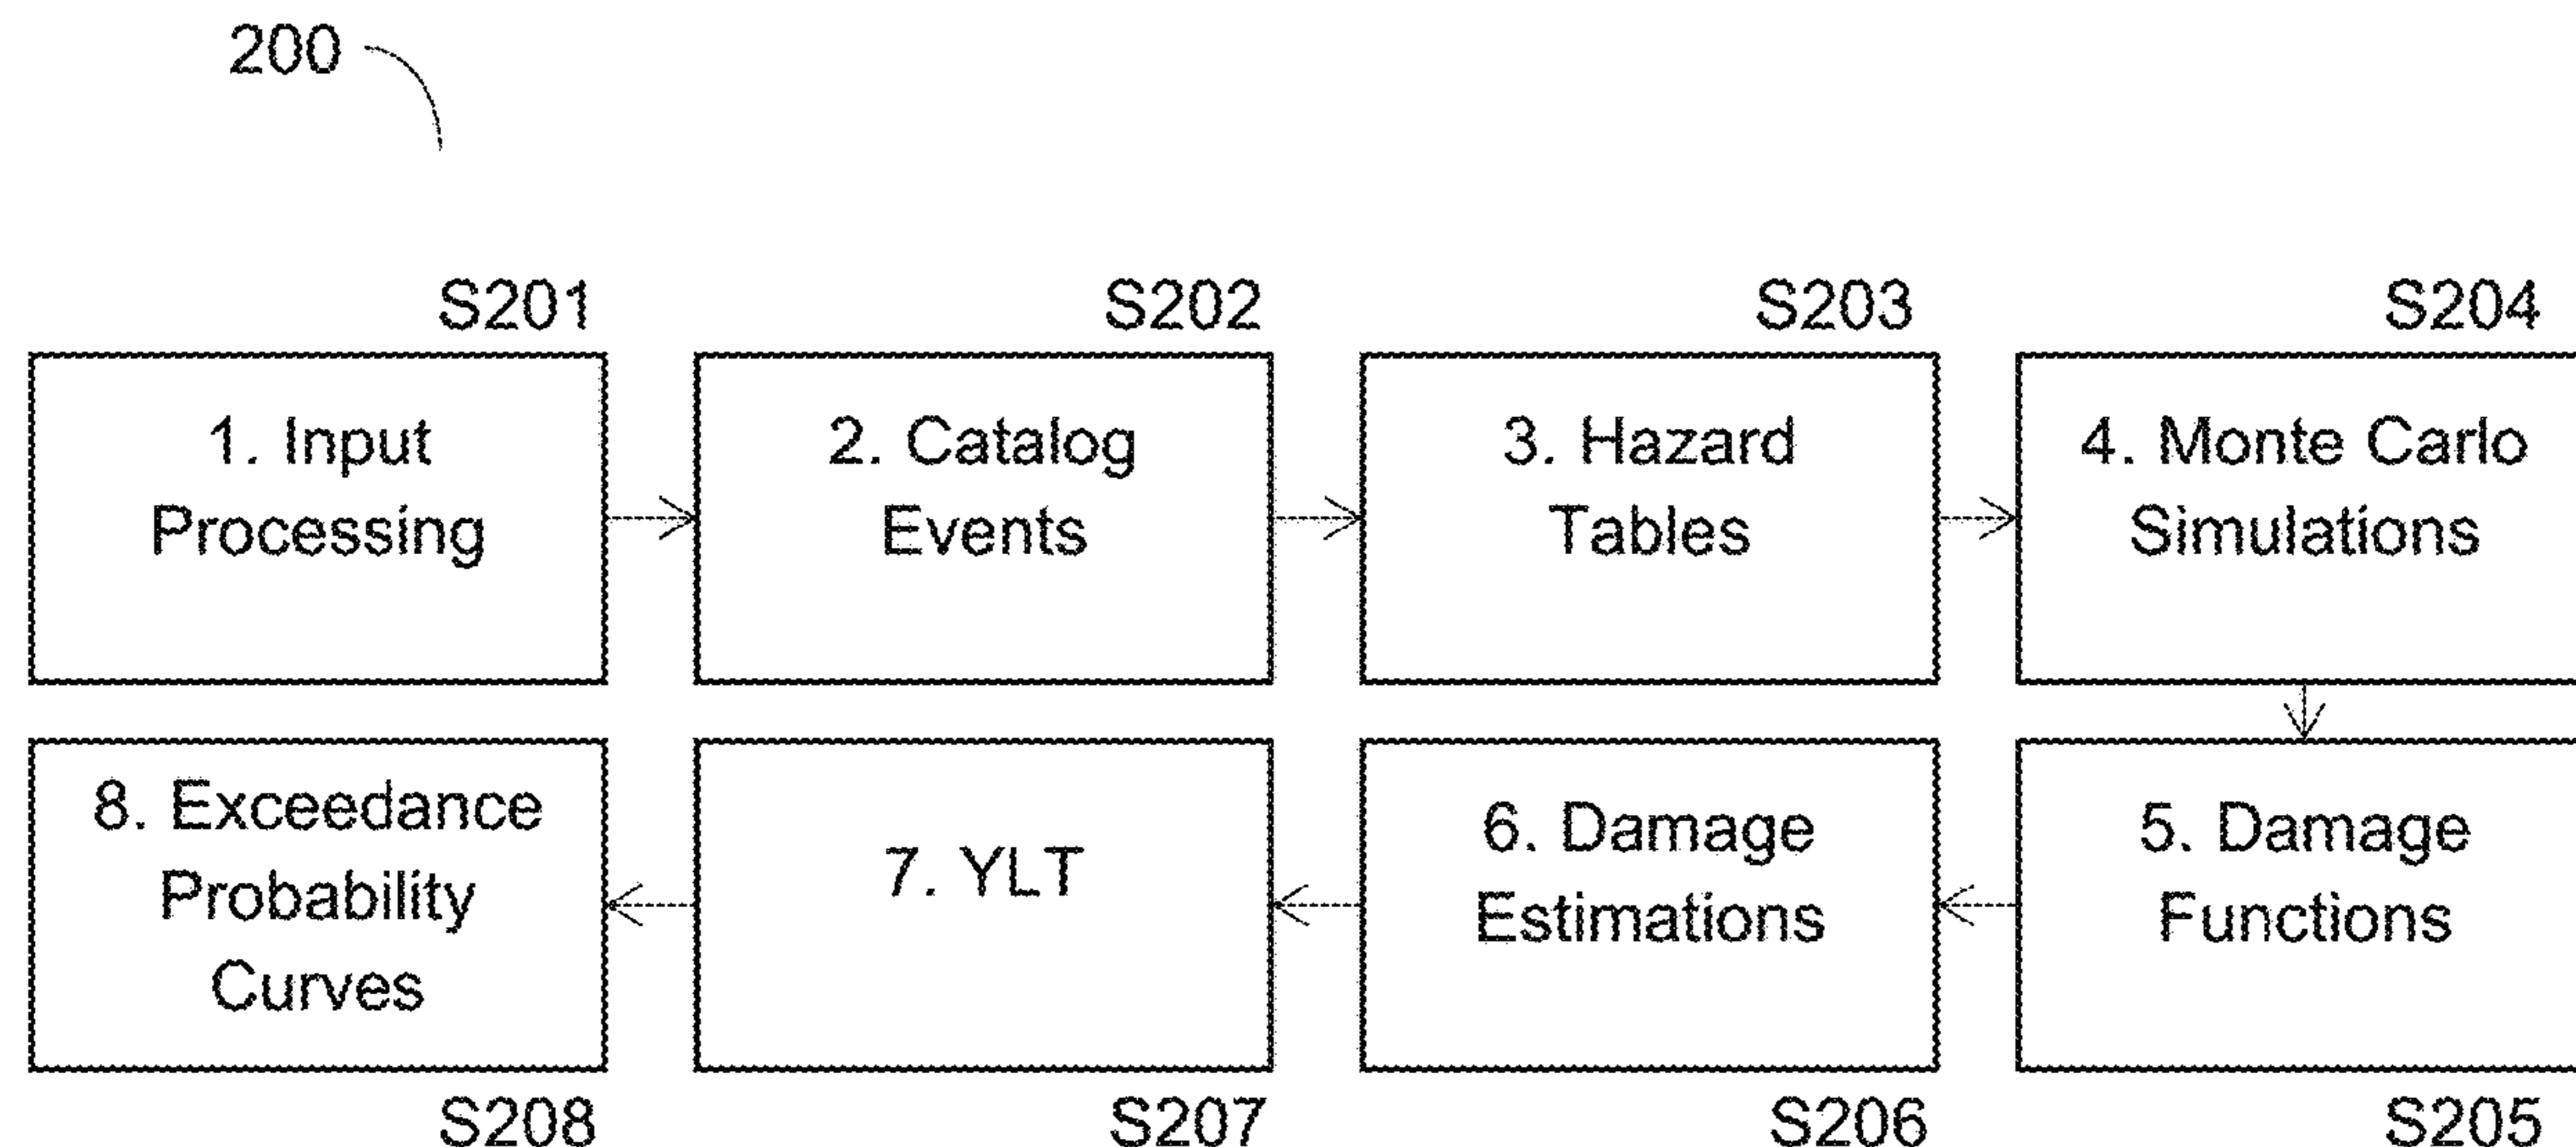 200
S201
S202
S203
S204
1. Input
Processing
2. Catalog
Events
3. Hazard
Tables
4. Monte Carlo
Simulations
8. Exceedance
Probability
Curves
7. YLT
6. Damage
Estimations
5. Damage
Functions
S208
S207
S206
S205